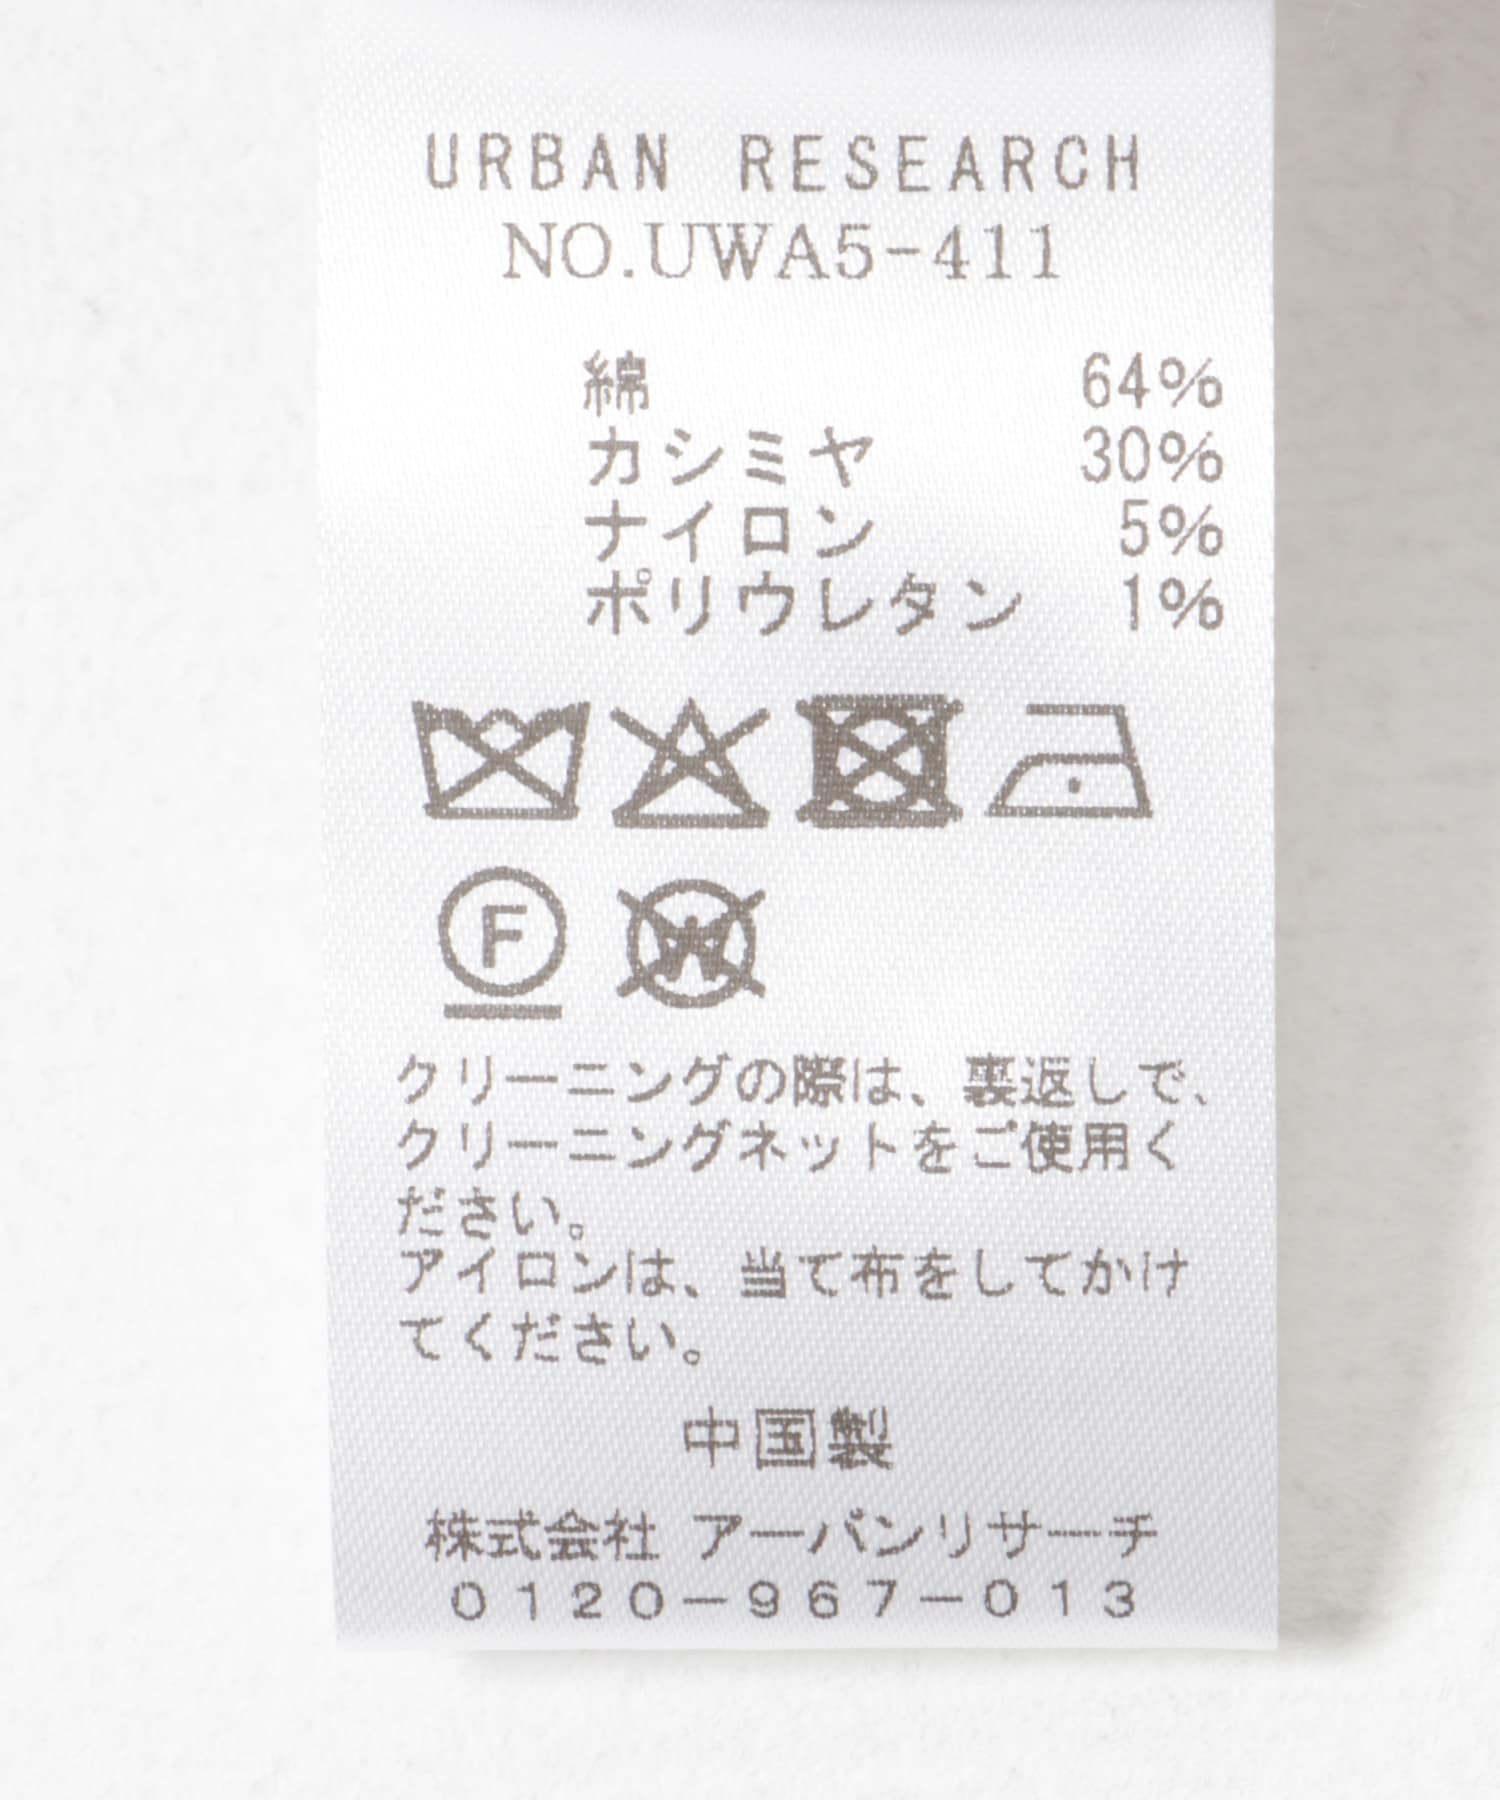 URBAN RESEARCH
NO.UWA5-411
綿 64%
カシミヤ 30%
ナイロン 5%
ポリウレタン 1%
F
W
クリーニングの際は、裏返しで、
クリーニングネットをご使用く
ださい。
アイロンは、当て布をしてかけ
てください。
中国製
株式会社 アーバンリサーチ
0120-967-013